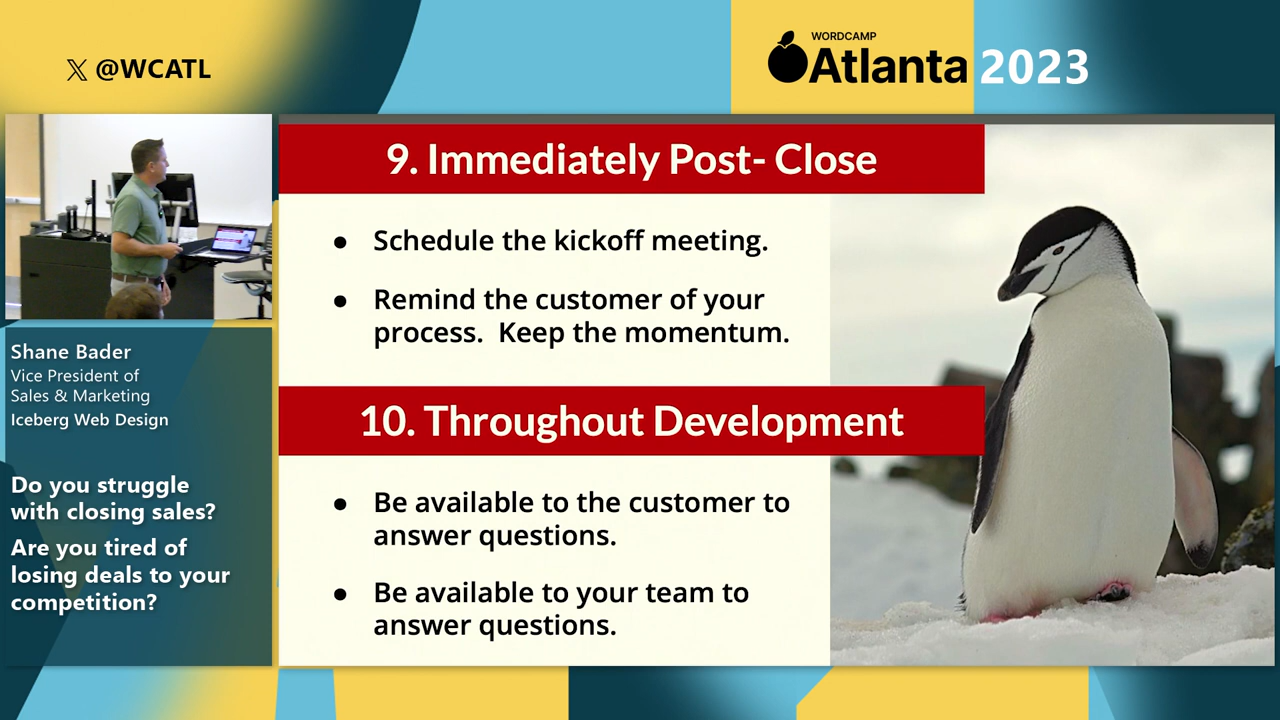 𝕏 @WCATL
WORDCAMP
Atlanta 2023
9. Immediately Post- Close
● Schedule the kickoff meeting.
● Remind the customer of your
process.  Keep the momentum.
10. Throughout Development
● Be available to the customer to
answer questions.
● Be available to your team to
answer questions.
Shane Bader
Vice President of
Sales & Marketing
Iceberg Web Design
Do you struggle
with closing sales?
Are you tired of
losing deals to your
competition?